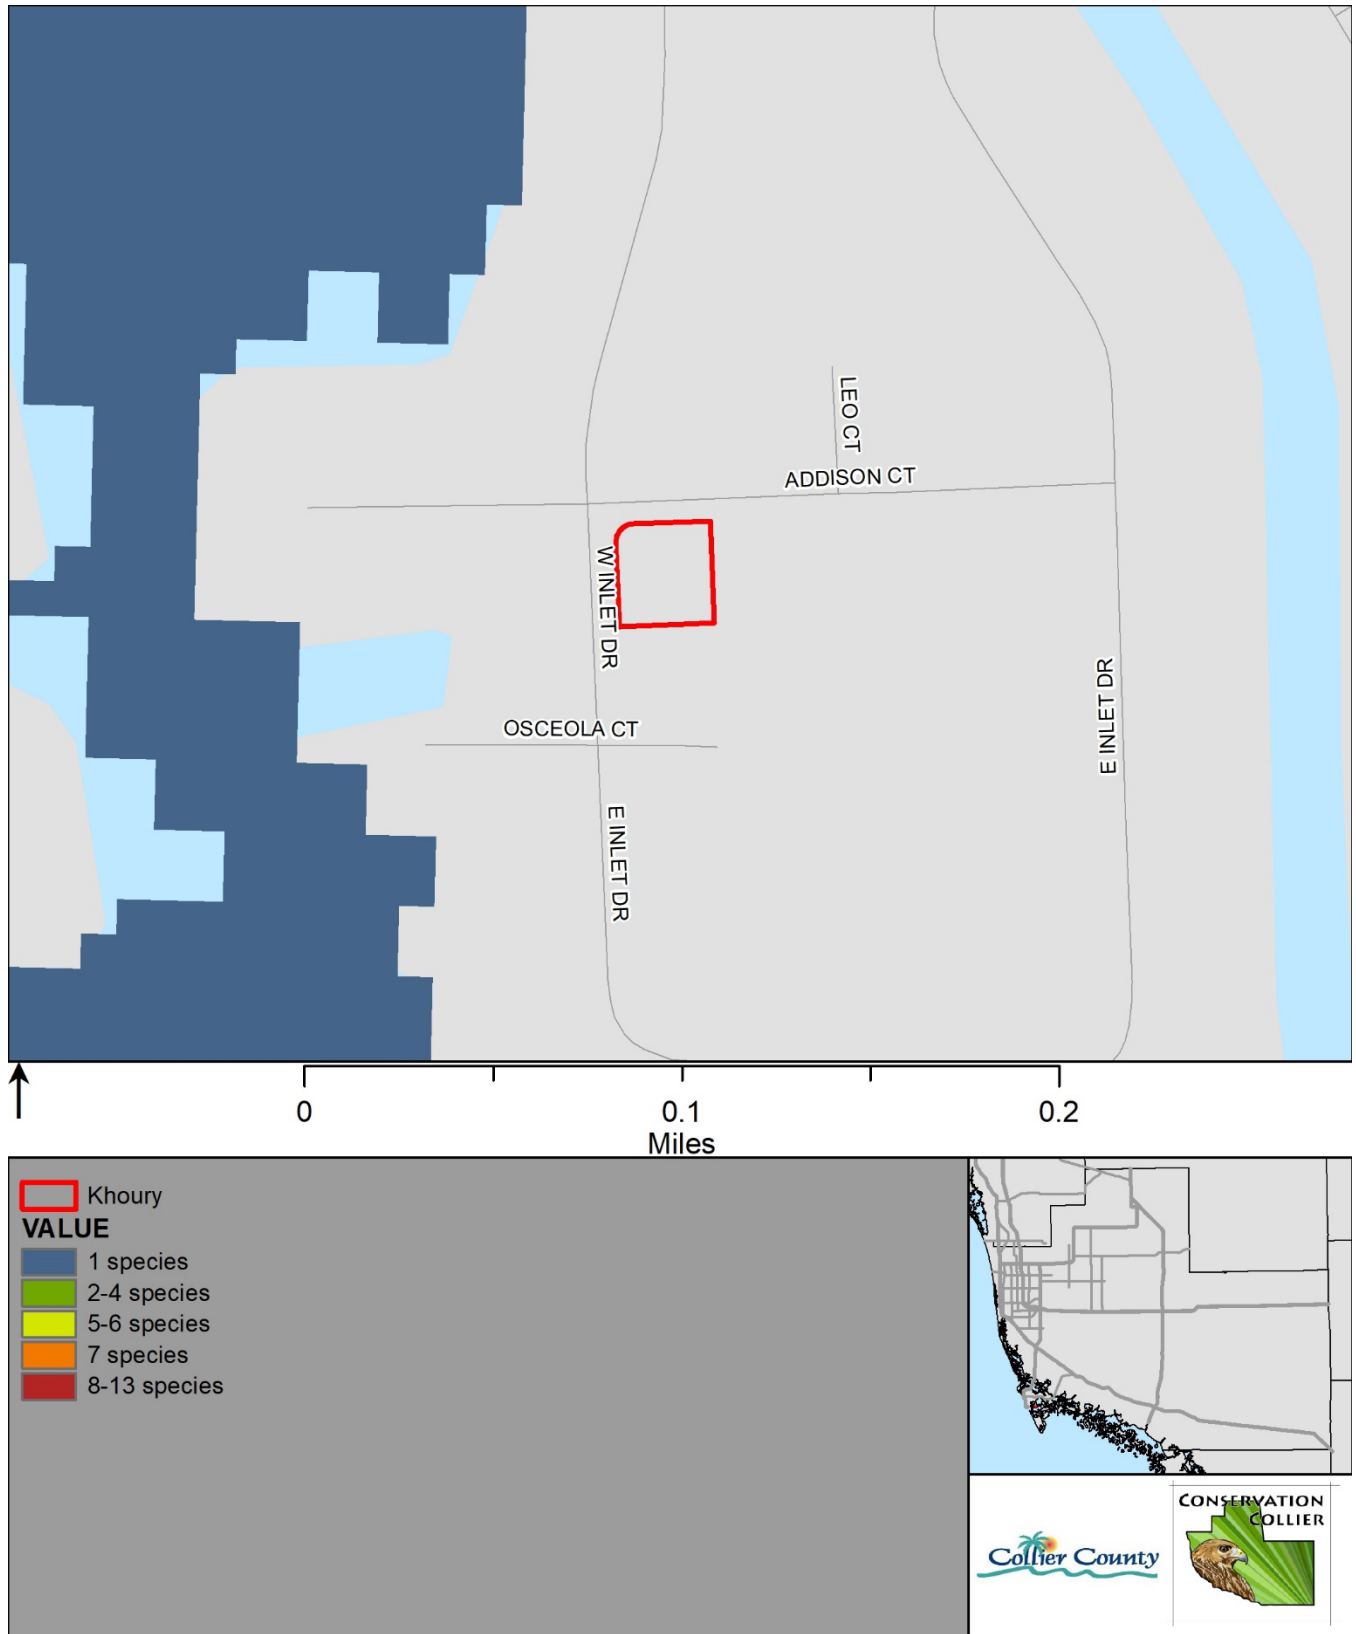 LEO CT
ADDISON CT
W INLET DR
E INLET DR
OSCEOLA CT
E INLET DR
0
0.1
0.2
Miles
Khoury
VALUE
1 species
2-4 species
5-6 species
7 species
8-13 species
Collier County
CONSERVATION
COLLIER